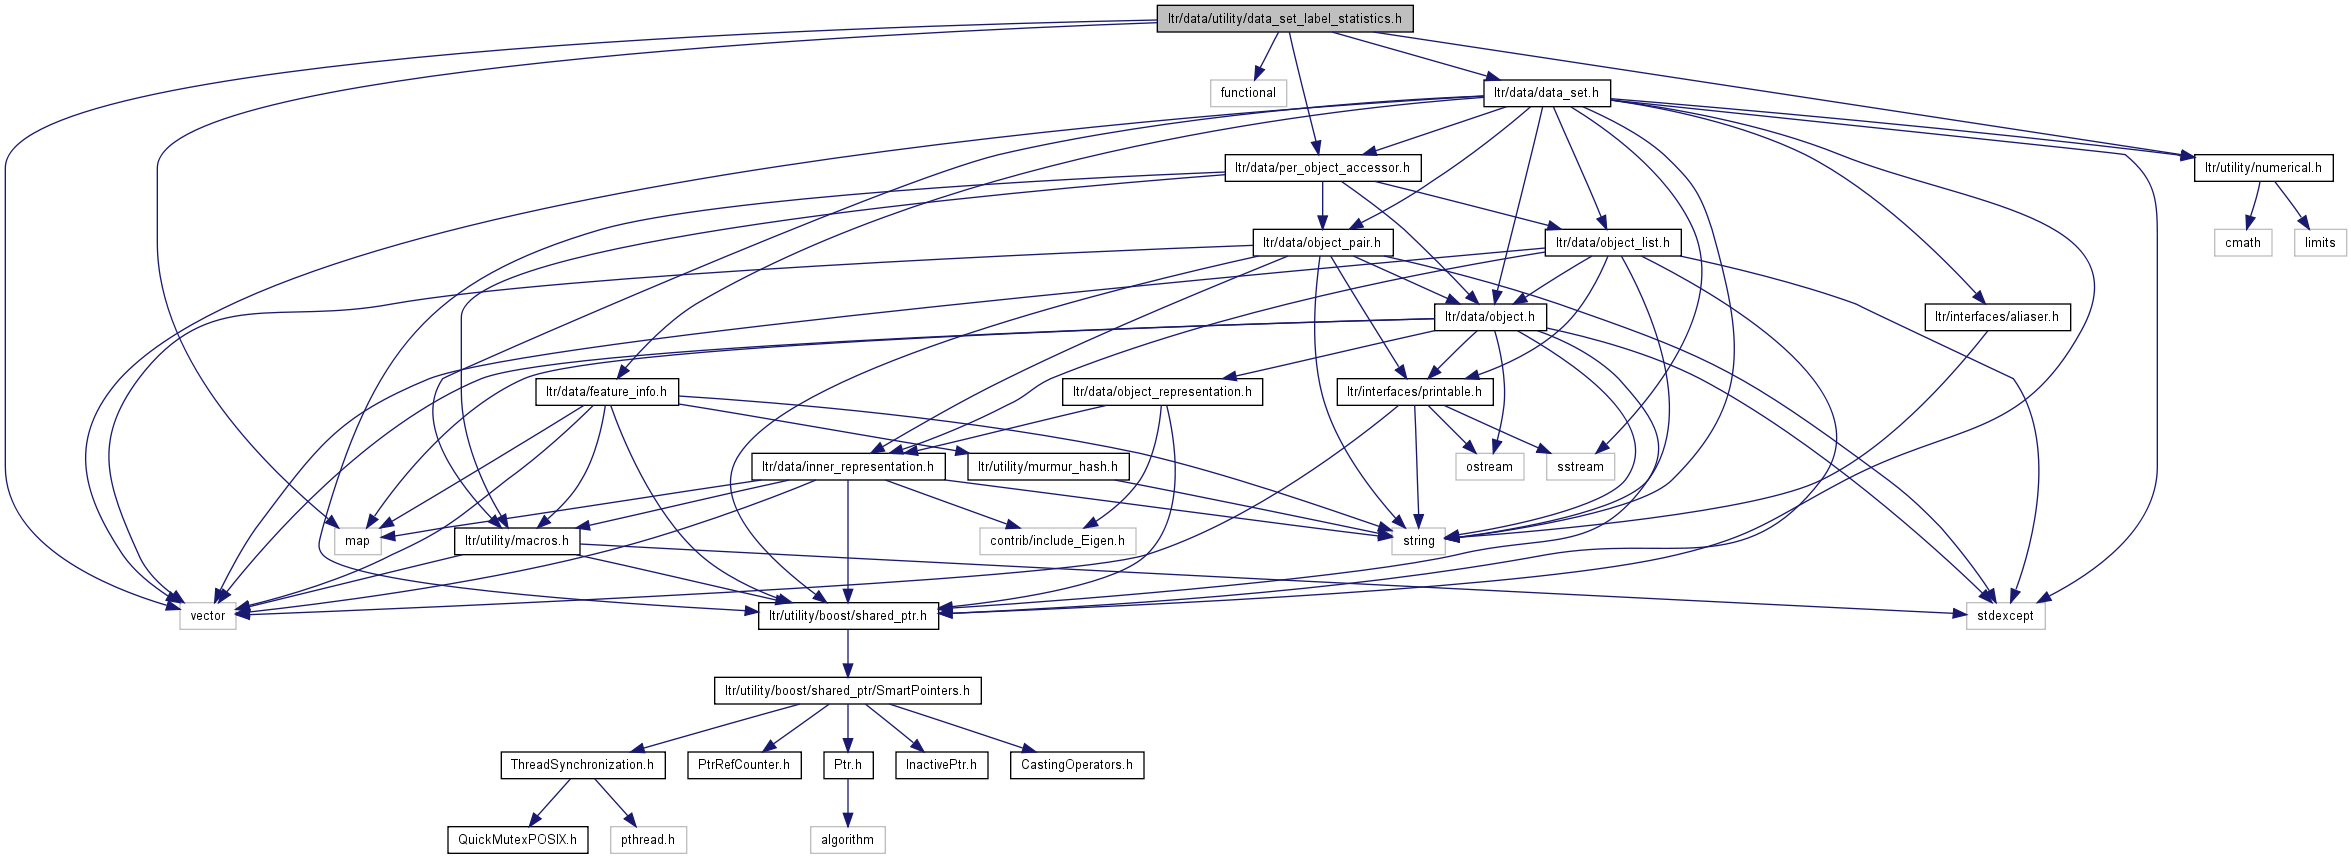 ltr/data/utility/data_set_label_statistics.h
functional
ltr/data/data_set.h
ltr/data/per_object_accessor.h
ltr/utility/numerical.h
ltr/data/object_pair.h
ltr/data/object_list.h
cmath
limits
ltr/data/object.h
ltr/interfaces/aliaser.h
ltr/data/feature_info.h
ltr/data/object_representation.h
ltr/interfaces/printable.h
ltr/data/inner_representation.h
ltr/utility/murmur_hash.h
ostream
sstream
map
ltr/utility/macros.h
contrib/include_Eigen.h
string
vector
ltr/utility/boost/shared_ptr.h
stdexcept
ltr/utility/boost/shared_ptr/SmartPointers.h
ThreadSynchronization.h
PtrRefCounter.h
Ptr.h
InactivePtr.h
CastingOperators.h
QuickMutexPOSIX.h
pthread.h
algorithm